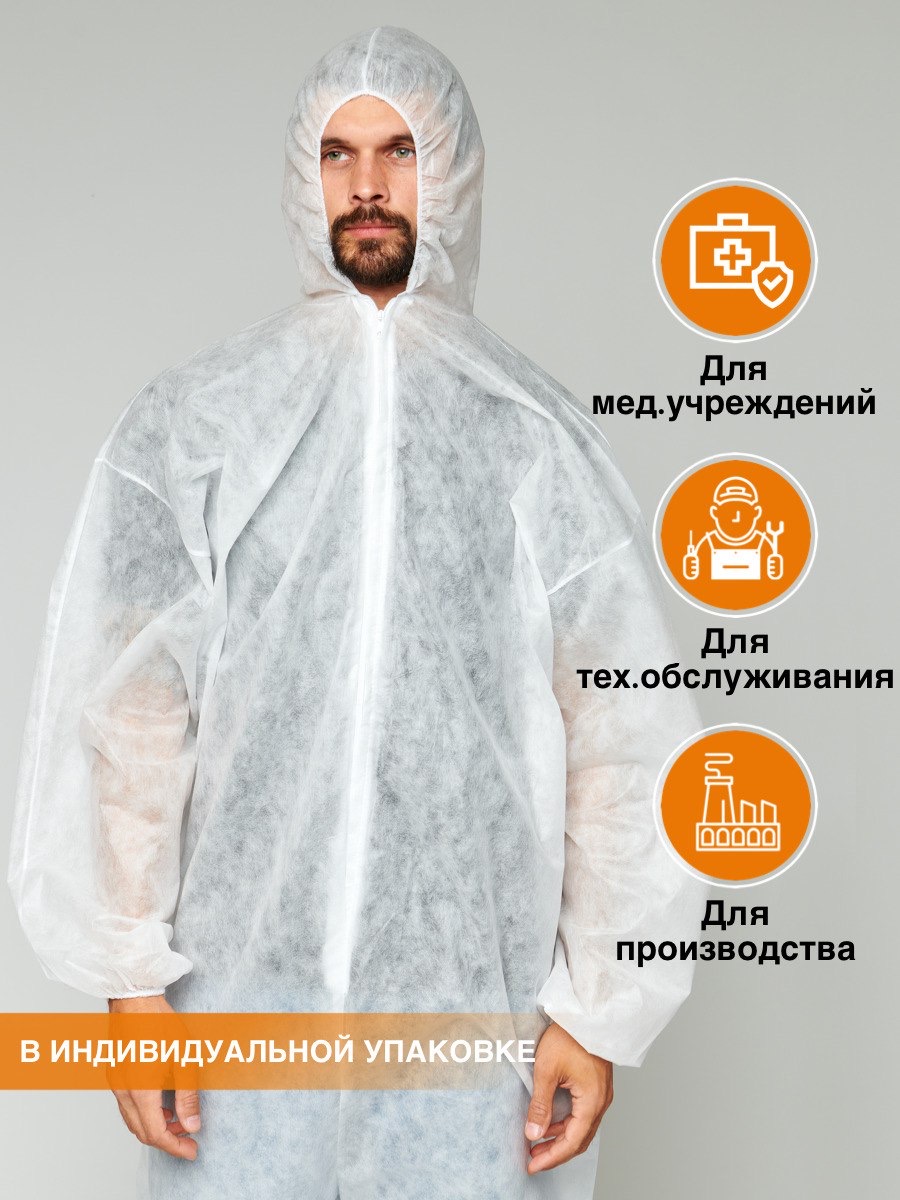 Для
мед.учреждений
Для
тех.обслуживания
Для
производства
В ИНДИВИДУАЛЬНОЙ УПАКОВКЕ